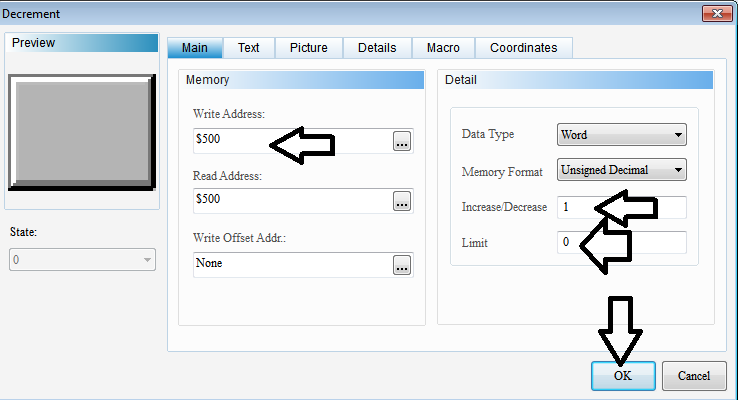 Decrement
Preview
State:
0
Main Text Picture Details Macro Coordinates
Memory
Write Address:
$500 ...
Read Address:
$500 ...
Write Offset Addr.:
None ...
Detail
Data Type Word
Memory Format Unsigned Decimal
Increase/Decrease 1
Limit 0
OK Cancel